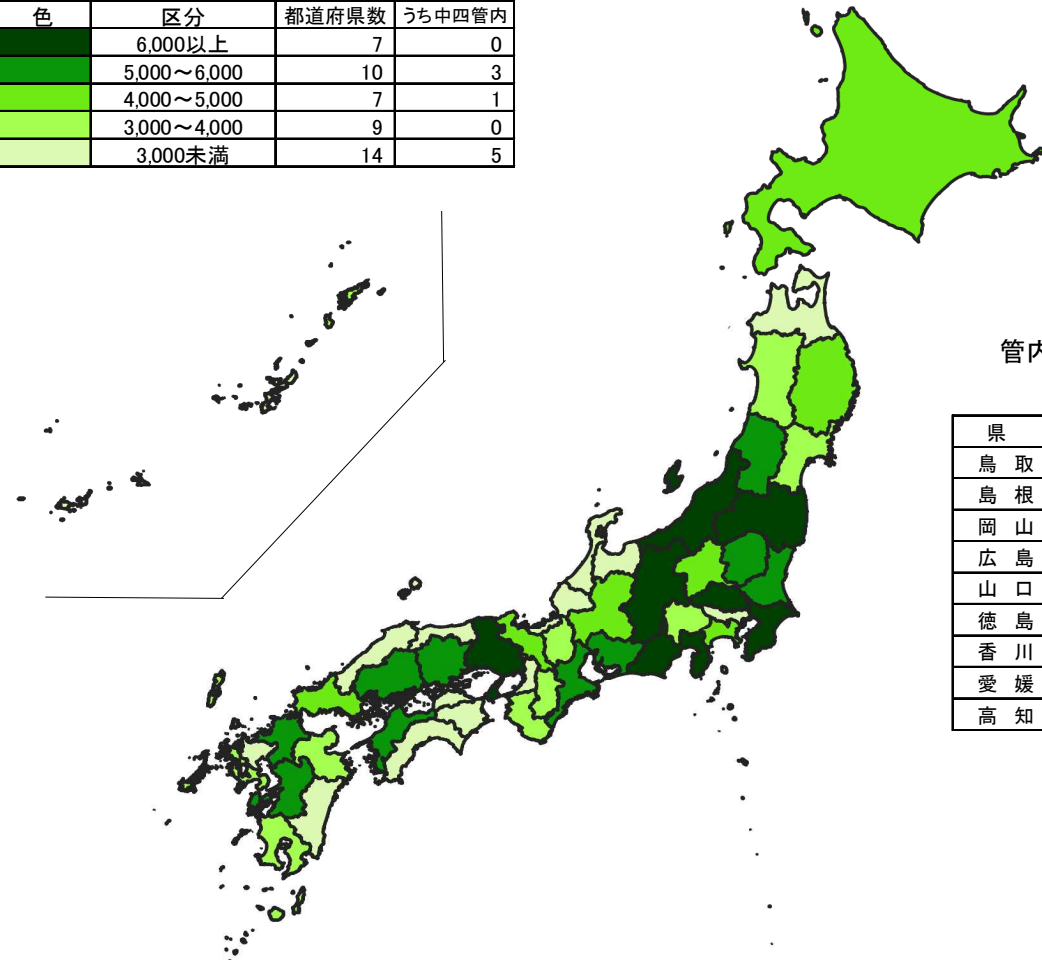 色 区分 都道府県数 うち中四管内
6,000以上 7 0
5,000～6,000 10 3
4,000～5,000 7 1
3,000～4,000 9 0
3,000未満 14 5
管内
県
鳥 取
島 根
岡 山
広 島
山 口
徳 島
香 川
愛 媛
高 知